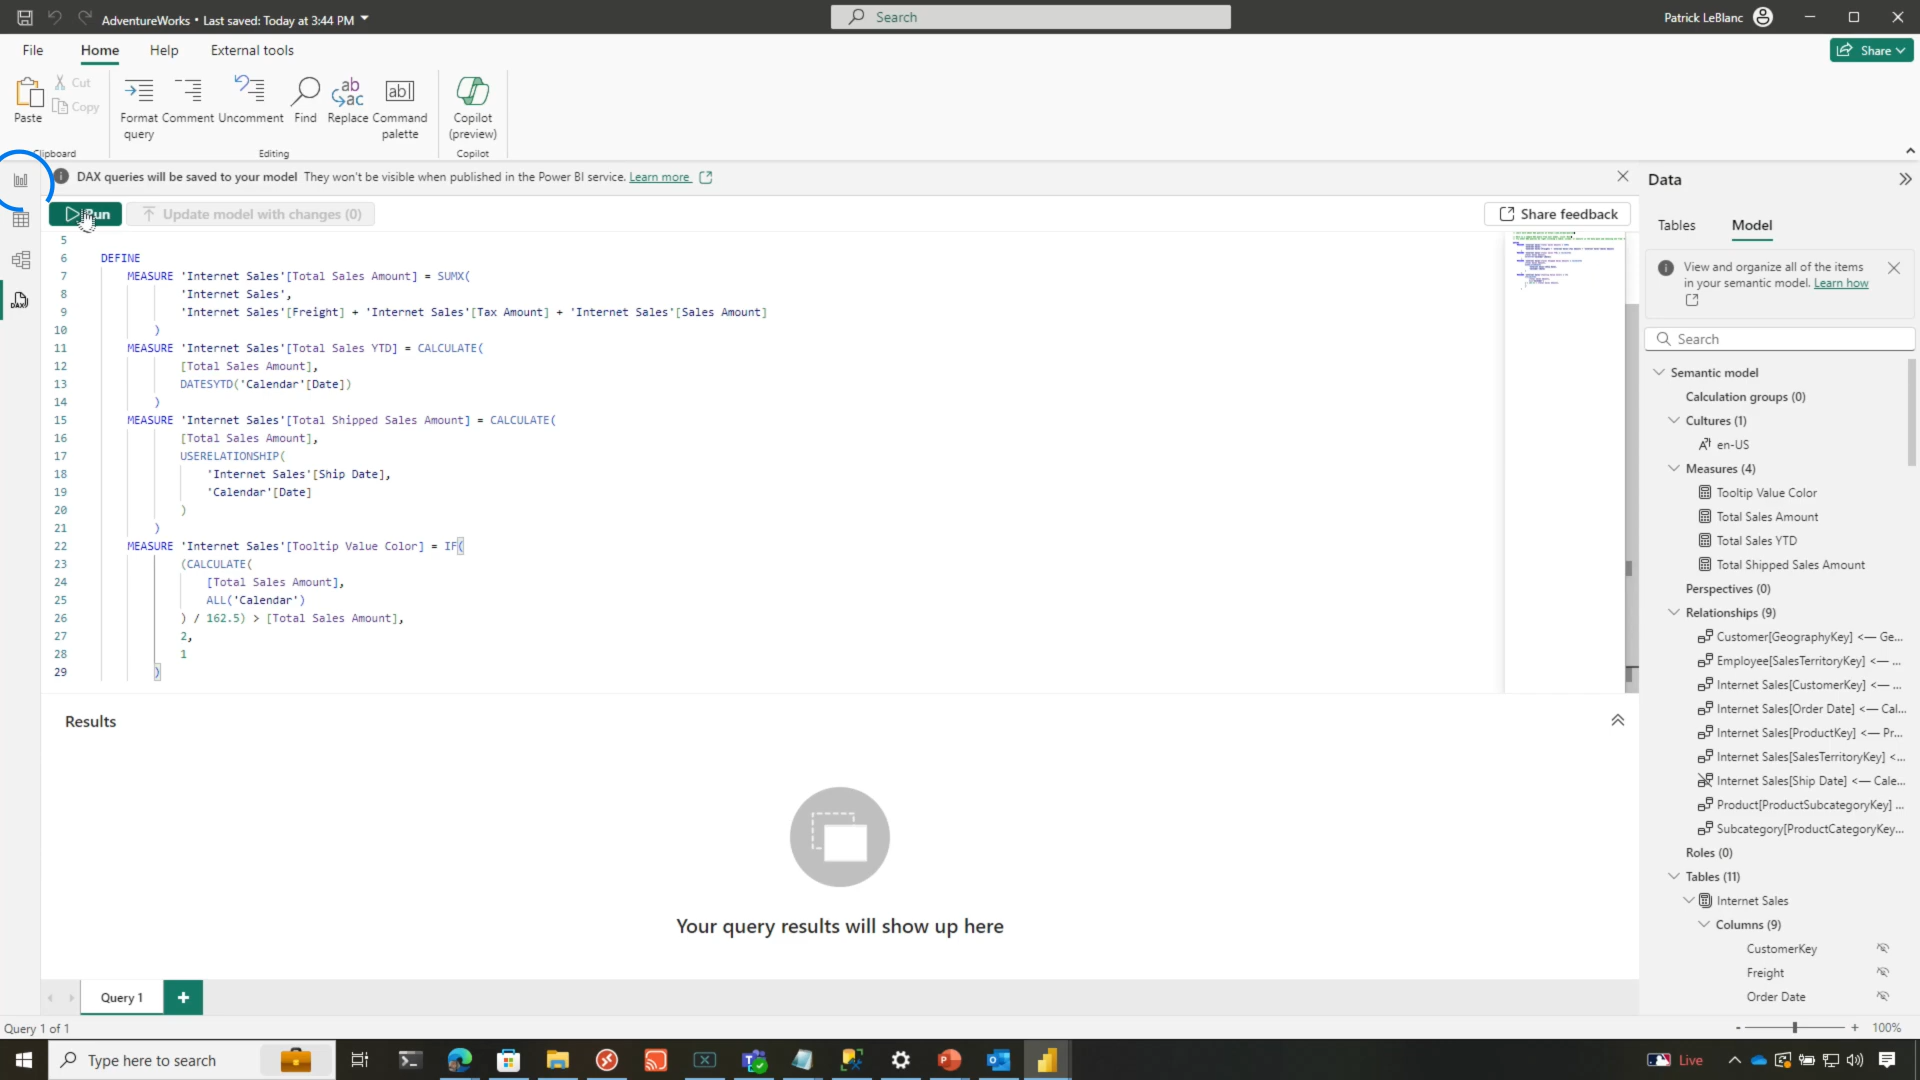 AdventureWorks • Last saved: Today at 3:44 PM
Search
Patrick LeBlanc
File
Home
Help
External tools
Share
Paste
Cut
Copy
Format query
Comment
Uncomment
Find
Replace
Command palette
Copilot (preview)
Clipboard
Editing
Copilot
DAX queries will be saved to your model They won't be visible when published in the Power BI service. Learn more
Run
Update model with changes (0)
Share feedback
5
6 DEFINE
7 MEASURE 'Internet Sales'[Total Sales Amount] = SUMX(
8 'Internet Sales',
9 'Internet Sales'[Freight] + 'Internet Sales'[Tax Amount] + 'Internet Sales'[Sales Amount]
10 )
11 MEASURE 'Internet Sales'[Total Sales YTD] = CALCULATE(
12 [Total Sales Amount],
13 DATESYTD('Calendar'[Date])
14 )
15 MEASURE 'Internet Sales'[Total Shipped Sales Amount] = CALCULATE(
16 [Total Sales Amount],
17 USERELATIONSHIP(
18 'Internet Sales'[Ship Date],
19 'Calendar'[Date]
20 )
21 )
22 MEASURE 'Internet Sales'[Tooltip Value Color] = IF(
23 (CALCULATE(
24 [Total Sales Amount],
25 ALL('Calendar')
26 ) / 162.5) > [Total Sales Amount],
27 2,
28 1
29 )
Results
Your query results will show up here
Query 1
Query 1 of 1
100%
Data
Tables
Model
View and organize all of the items
in your semantic model. Learn how
Search
Semantic model
Calculation groups (0)
Cultures (1)
en-US
Measures (4)
Tooltip Value Color
Total Sales Amount
Total Sales YTD
Total Shipped Sales Amount
Perspectives (0)
Relationships (9)
Customer[GeographyKey] <— Ge...
Employee[SalesTerritoryKey] <— ...
Internet Sales[CustomerKey] <— ...
Internet Sales[Order Date] <— Cal...
Internet Sales[ProductKey] <— Pr...
Internet Sales[SalesTerritoryKey] <...
Internet Sales[Ship Date] <— Cale...
Product[ProductSubcategoryKey] ...
Subcategory[ProductCategoryKey...
Roles (0)
Tables (11)
Internet Sales
Columns (9)
CustomerKey
Freight
Order Date
Type here to search
Live